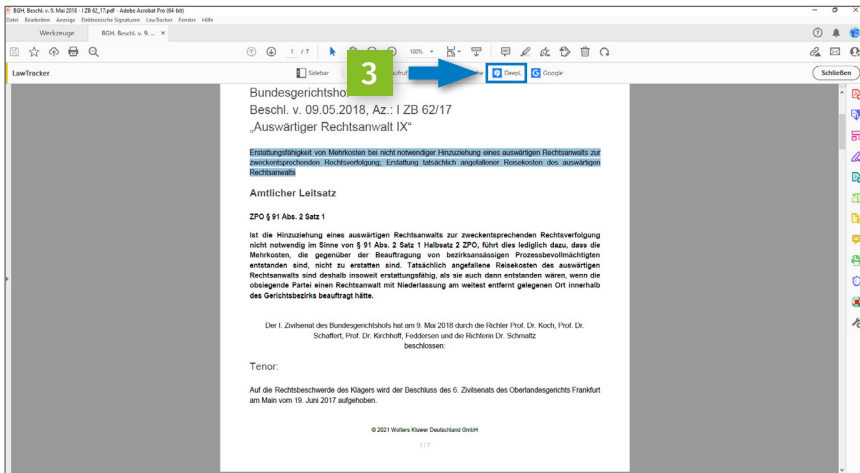 BGH, Beschl. v. 9. Mai 2018 - I ZB 62_17.pdf - Adobe Acrobat Pro (64-bit)
Datei Bearbeiten Anzeige Elektronische Signaturen LawTracker Fenster Hilfe
Werkzeuge BGH, Beschl. v. 9. ... ×
1 / 7 100%
LawTracker Sidebar 3 DeepL Google Schließen
Bundesgerichtshof
Beschl. v. 09.05.2018, Az.: I ZB 62/17
„Auswärtiger Rechtsanwalt IX“
Erstattungsfähigkeit von Mehrkosten bei nicht notwendiger Hinzuziehung eines auswärtigen Rechtsanwalts zur
zweckentsprechenden Rechtsverfolgung; Erstattung tatsächlich angefallener Reisekosten des auswärtigen
Rechtsanwalts
Amtlicher Leitsatz
ZPO § 91 Abs. 2 Satz 1
Ist die Hinzuziehung eines auswärtigen Rechtsanwalts zur zweckentsprechenden Rechtsverfolgung
nicht notwendig im Sinne von § 91 Abs. 2 Satz 1 Halbsatz 2 ZPO, führt dies lediglich dazu, dass die
Mehrkosten, die gegenüber der Beauftragung von bezirksansässigen Prozessbevollmächtigten
entstanden sind, nicht zu erstatten sind. Tatsächlich angefallene Reisekosten des auswärtigen
Rechtsanwalts sind deshalb insoweit erstattungsfähig, als sie auch dann entstanden wären, wenn die
obsiegende Partei einen Rechtsanwalt mit Niederlassung am weitest entfernt gelegenen Ort innerhalb
des Gerichtsbezirks beauftragt hätte.
Der I. Zivilsenat des Bundesgerichtshofs hat am 9. Mai 2018 durch die Richter Prof. Dr. Koch, Prof. Dr.
Schaffert, Prof. Dr. Kirchhoff, Feddersen und die Richterin Dr. Schmaltz
beschlossen:
Tenor:
Auf die Rechtsbeschwerde des Klägers wird der Beschluss des 6. Zivilsenats des Oberlandesgerichts Frankfurt
am Main vom 19. Juni 2017 aufgehoben.
© 2021 Wolters Kluwer Deutschland GmbH
1 / 7